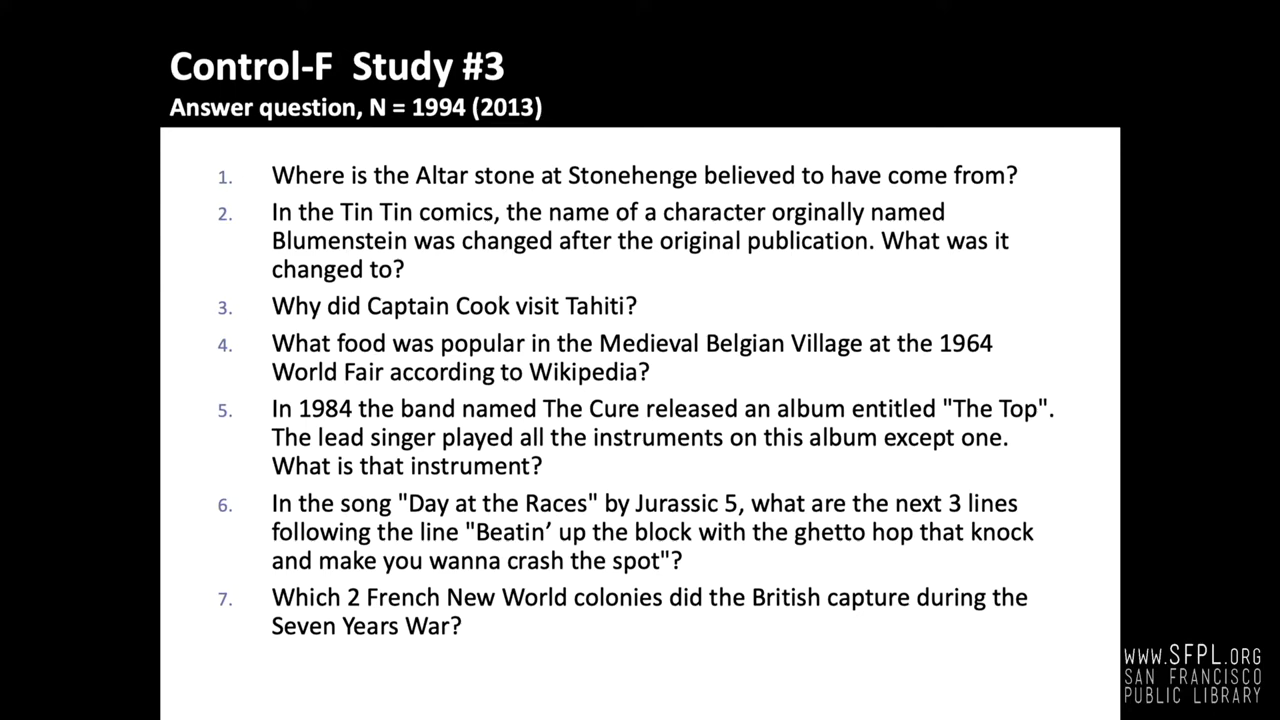 Control-F Study #3
Answer question, N = 1994 (2013)
1. Where is the Altar stone at Stonehenge believed to have come from?
2. In the Tin Tin comics, the name of a character orginally named
Blumenstein was changed after the original publication. What was it
changed to?
3. Why did Captain Cook visit Tahiti?
4. What food was popular in the Medieval Belgian Village at the 1964
World Fair according to Wikipedia?
5. In 1984 the band named The Cure released an album entitled "The Top".
The lead singer played all the instruments on this album except one.
What is that instrument?
6. In the song "Day at the Races" by Jurassic 5, what are the next 3 lines
following the line "Beatin’ up the block with the ghetto hop that knock
and make you wanna crash the spot"?
7. Which 2 French New World colonies did the British capture during the
Seven Years War?
WWW.SFPL.ORG
SAN FRANCISCO
PUBLIC LIBRARY